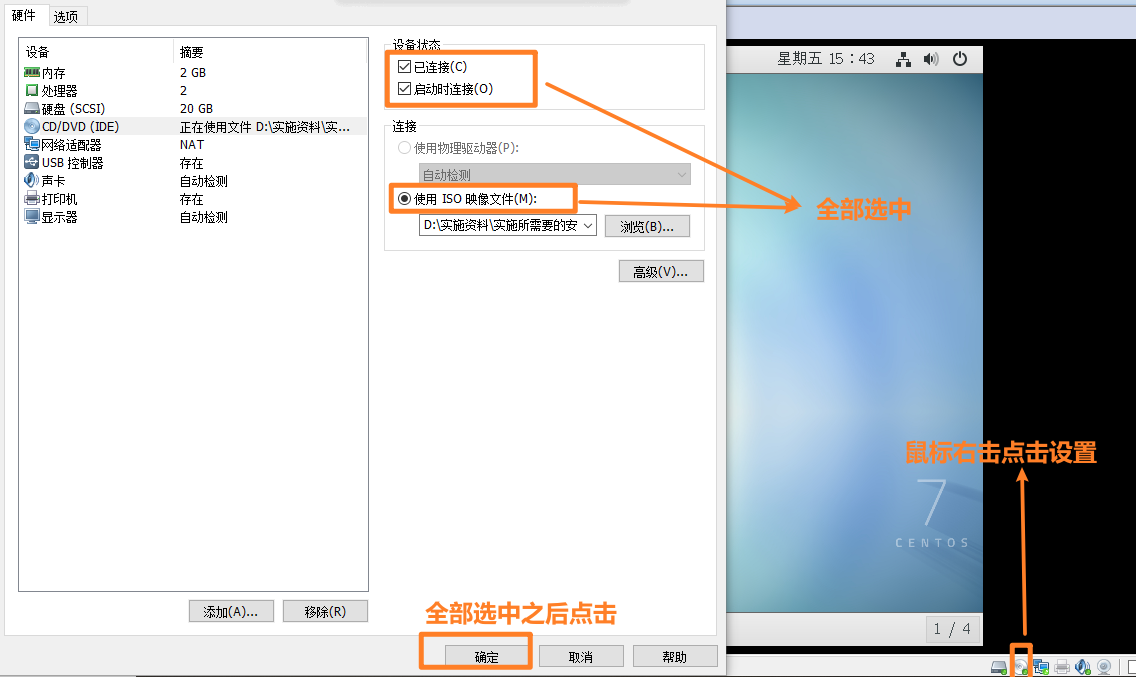 硬件 选项
设备 摘要
内存 2 GB
处理器 2
硬盘 (SCSI) 20 GB
CD/DVD (IDE) 正在使用文件 D:\实施资料\实...
网络适配器 NAT
USB 控制器 存在
声卡 自动检测
打印机 存在
显示器 自动检测
添加(A)... 移除(R)
设备状态
已连接(C)
启动时连接(O)
连接
使用物理驱动器(P):
自动检测
使用 ISO 映像文件(M):
D:\实施资料\实施所需要的安 浏览(B)...
高级(V)...
全部选中之后点击
确定 取消 帮助
星期五 15:43
全部选中
鼠标右击点击设置
7
CENTOS
1 / 4